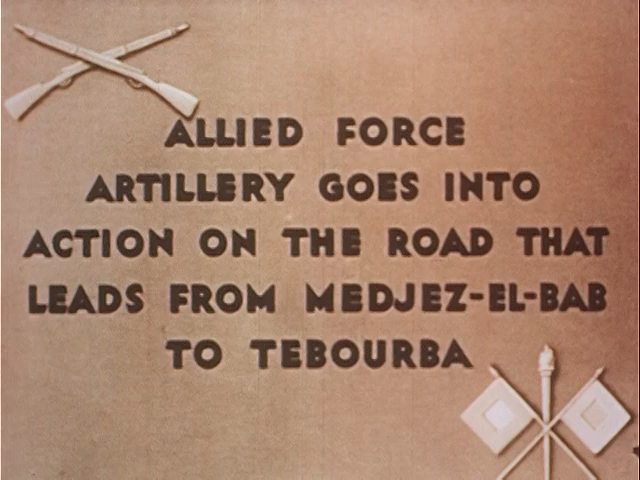 ALLIED FORCE
ARTILLERY GOES INTO
ACTION ON THE ROAD THAT
LEADS FROM MEDJEZ-EL-BAB
TO TEBOURBA